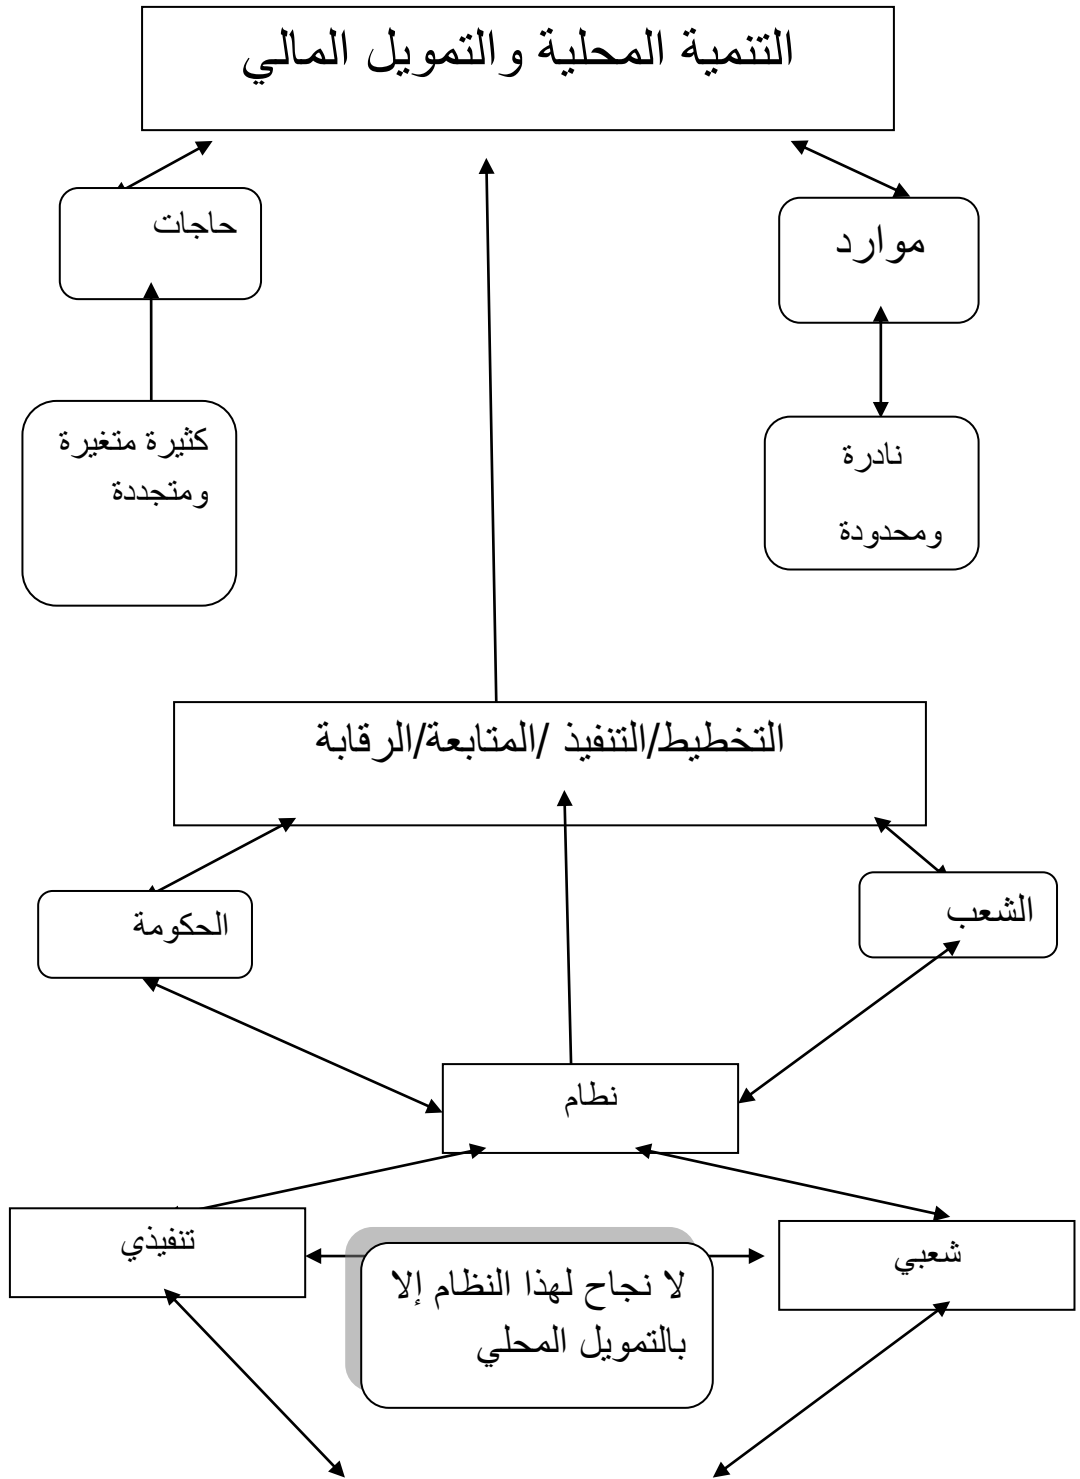 التنمية المحلية والتمويل المالي
موارد
حاجات
نادرة
ومحدودة
كثيرة متغيرة
ومتجددة
التخطيط/التنفيذ /المتابعة/الرقابة
الشعب
الحكومة
نطام
شعبي
تنفيذي
لا نجاح لهذا النظام إلا
بالتمويل المحلي